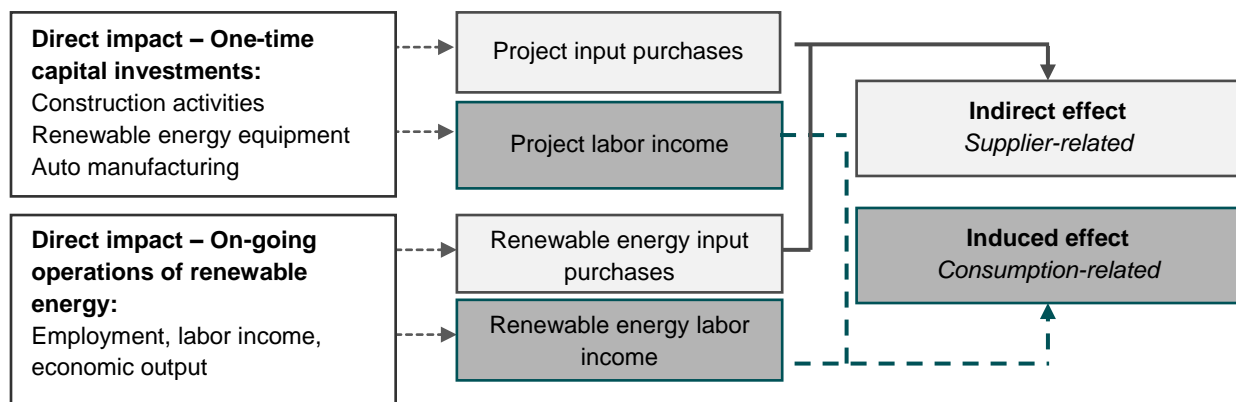 Direct impact – One-time
capital investments:
Construction activities
Renewable energy equipment
Auto manufacturing
Project input purchases
Project labor income
Indirect effect
Supplier-related
Direct impact – On-going
operations of renewable
energy:
Employment, labor income,
economic output
Renewable energy input
purchases
Renewable energy labor
income
Induced effect
Consumption-related